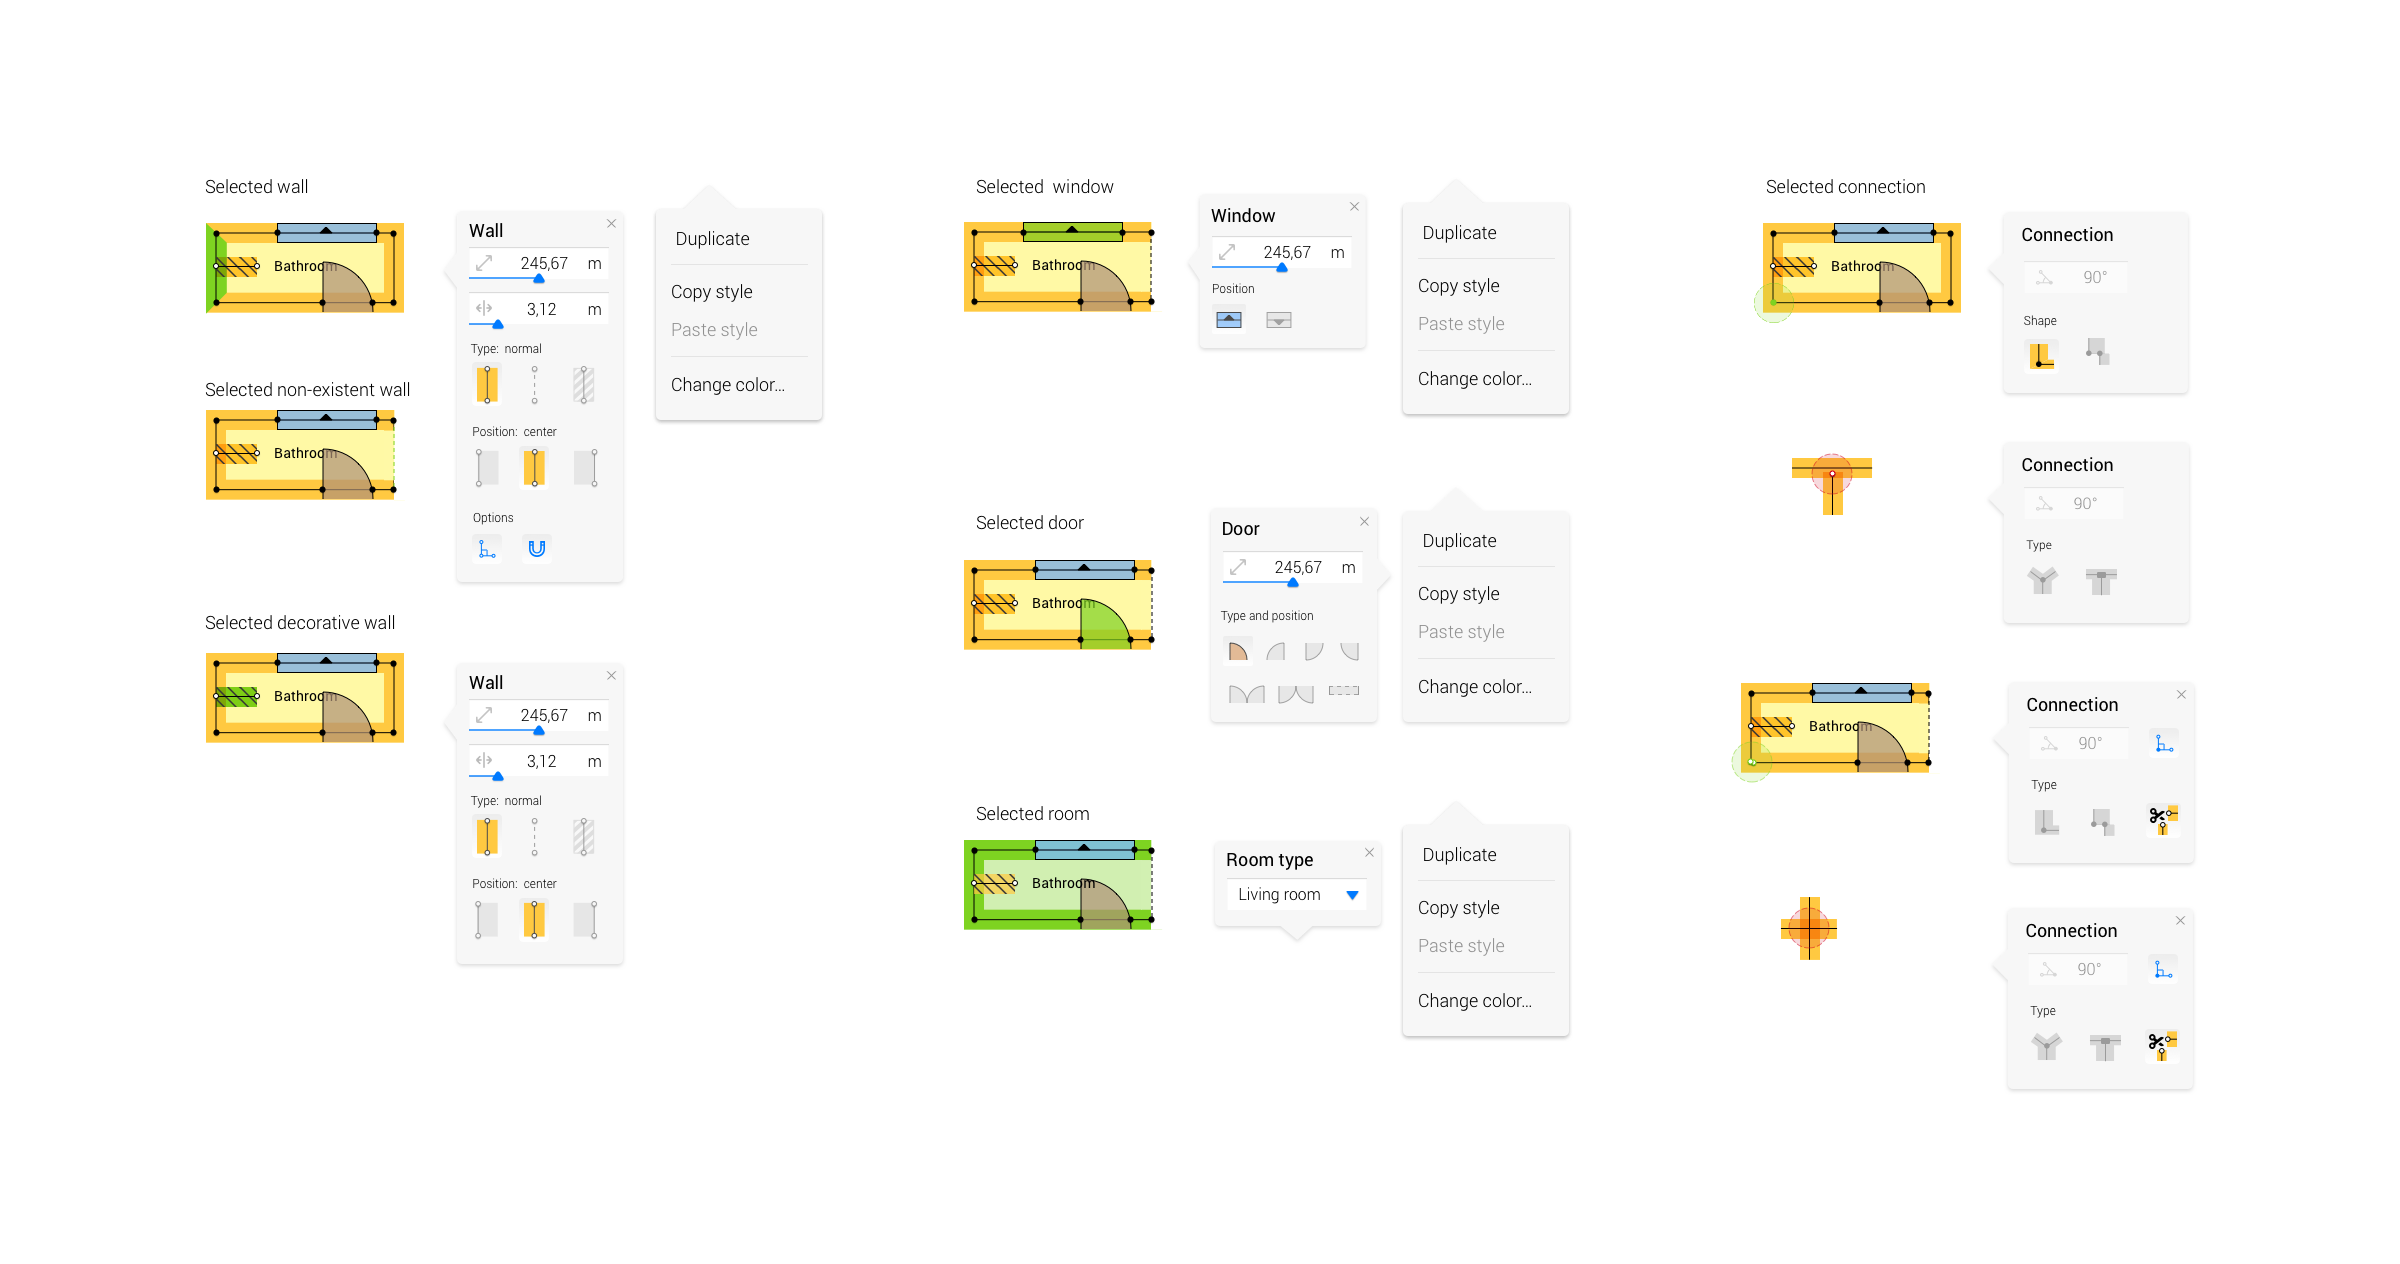 Selected wall
Bathroom
Wall
245,67 m
3,12 m
Type: normal
Position: center
Options
Duplicate
Copy style
Paste style
Change color...
Selected non-existent wall
Bathroom
Selected decorative wall
Bathroom
Wall
245,67 m
3,12 m
Type: normal
Position: center
Selected window
Bathroom
Window
245,67 m
Position
Duplicate
Copy style
Paste style
Change color...
Selected door
Bathroom
Door
245,67 m
Type and position
Duplicate
Copy style
Paste style
Change color...
Selected room
Bathroom
Room type
Living room
Duplicate
Copy style
Paste style
Change color...
Selected connection
Bathroom
Connection
90°
Shape
Connection
90°
Type
Bathroom
Connection
90°
Type
Connection
90°
Type